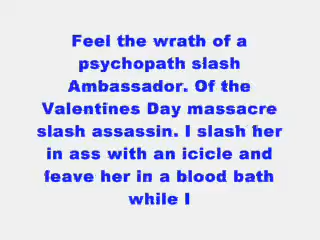 Feel the wrath of a
psychopath slash
Ambassador. Of the
Valentines Day massacre
slash assassin. I slash her
in ass with an icicle and
leave her in a blood bath
while I